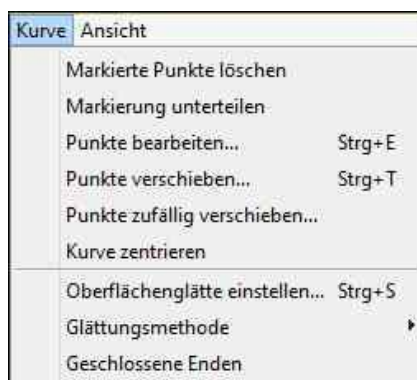 Kurve Ansicht
Markierte Punkte löschen
Markierung unterteilen
Punkte bearbeiten... Strg+E
Punkte verschieben... Strg+T
Punkte zufällig verschieben...
Kurve zentrieren
Oberflächenglätte einstellen... Strg+S
Glättungsmethode
Geschlossene Enden